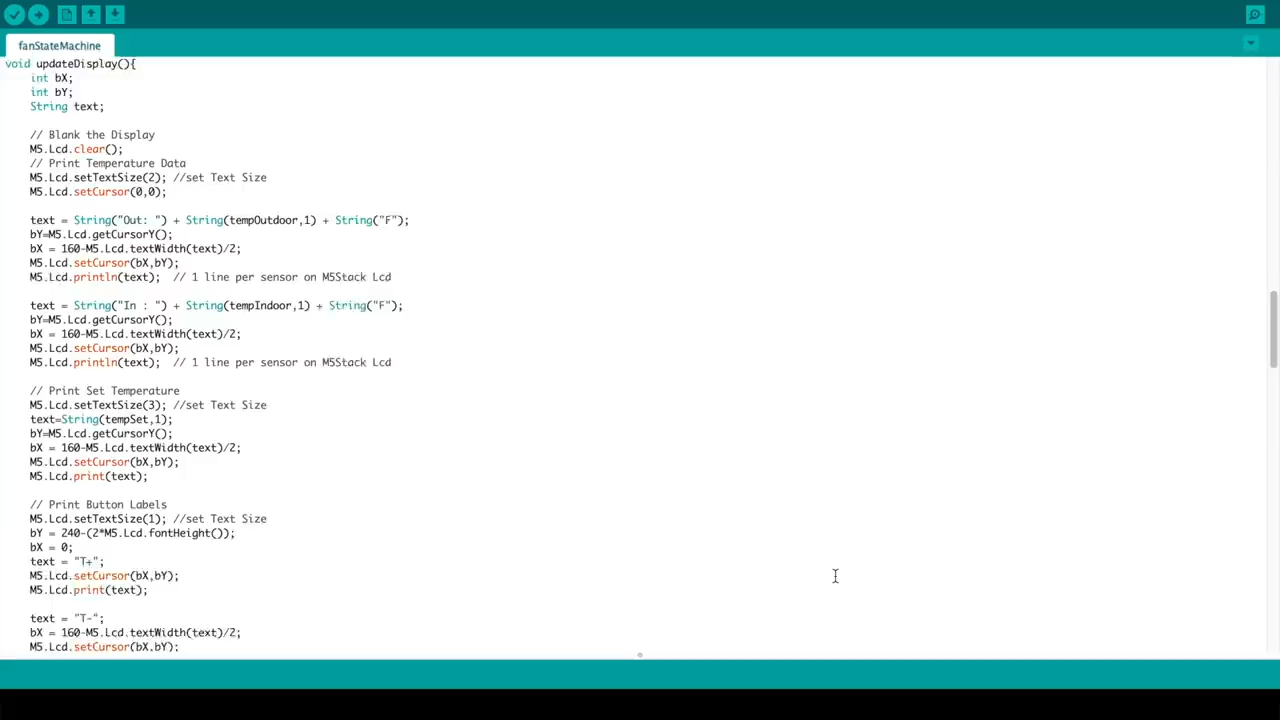 fanStateMachine
void updateDisplay(){
int bX;
int bY;
String text;
// Blank the Display
M5.Lcd.clear();
// Print Temperature Data
M5.Lcd.setTextSize(2); //set Text Size
M5.Lcd.setCursor(0,0);
text = String("Out: ") + String(tempOutdoor,1) + String("F");
bY=M5.Lcd.getCursorY();
bX = 160-M5.Lcd.textWidth(text)/2;
M5.Lcd.setCursor(bX,bY);
M5.Lcd.println(text);  // 1 line per sensor on M5Stack Lcd
text = String("In : ") + String(tempIndoor,1) + String("F");
bY=M5.Lcd.getCursorY();
bX = 160-M5.Lcd.textWidth(text)/2;
M5.Lcd.setCursor(bX,bY);
M5.Lcd.println(text);  // 1 line per sensor on M5Stack Lcd
// Print Set Temperature
M5.Lcd.setTextSize(3); //set Text Size
text=String(tempSet,1);
bY=M5.Lcd.getCursorY();
bX = 160-M5.Lcd.textWidth(text)/2;
M5.Lcd.setCursor(bX,bY);
M5.Lcd.print(text);
// Print Button Labels
M5.Lcd.setTextSize(1); //set Text Size
bY = 240-(2*M5.Lcd.fontHeight());
bX = 0;
text = "T+";
M5.Lcd.setCursor(bX,bY);
M5.Lcd.print(text);
text = "T-";
bX = 160-M5.Lcd.textWidth(text)/2;
M5.Lcd.setCursor(bX,bY);